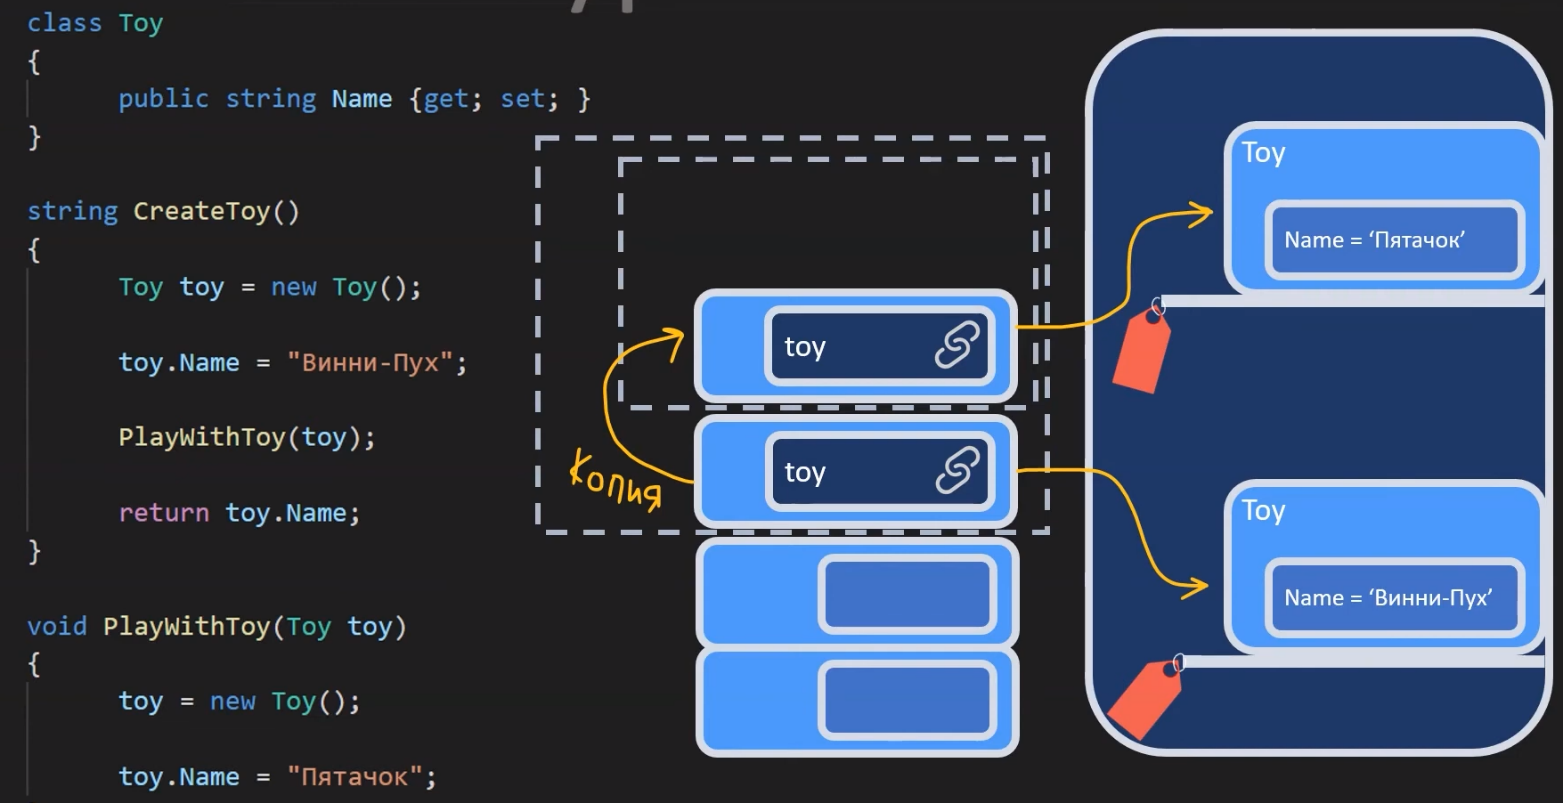 class Toy
{
public string Name {get; set; }
}
string CreateToy()
{
Toy toy = new Toy();
toy.Name = "Винни-Пух";
PlayWithToy(toy);
return toy.Name;
}
void PlayWithToy(Toy toy)
{
toy = new Toy();
toy.Name = "Пятачок";
toy
toy
Копия
Toy
Name = ‘Пятачок’
Toy
Name = ‘Винни-Пух’